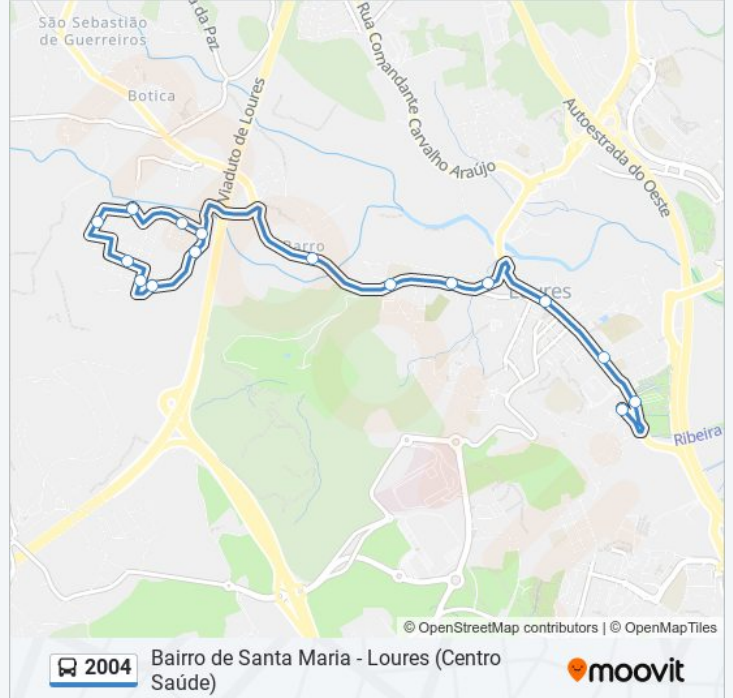 São Sebastião
de Guerreiros
a da Paz
Rua Comandante Carvalho Araújo
Botica
Viaduto de Loures
Autoestrada do Oeste
Barro
Loures
Ribeira
© OpenStreetMap contributors | © OpenMapTiles
2004
Bairro de Santa Maria - Loures (Centro
Saúde)
moovit